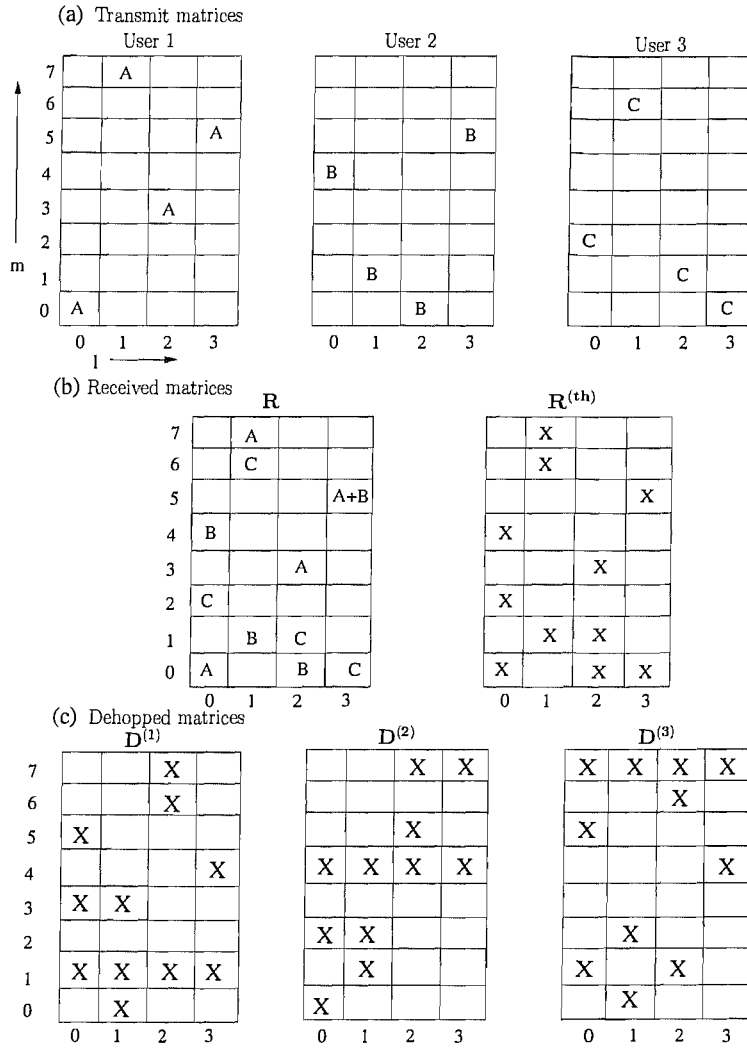 (a) Transmit matrices
User 1 User 2 User 3
7 A
6 C
5 A B
4 B
3 A
2 C
m
1 B C
0 A B C
0 1 2 3 0 1 2 3 0 1 2 3
l
(b) Received matrices
R R(th)
7 A X
6 C X
5 A+B X
4 B X
3 A X
2 C X
1 B C X X
0 A B C X X X
0 1 2 3 0 1 2 3
(c) Dehopped matrices
D(1) D(2) D(3)
7 X X X X X X X
6 X X
5 X X X
4 X X X X X X
3 X X
2 X X X
1 X X X X X X X
0 X X X
0 1 2 3 0 1 2 3 0 1 2 3